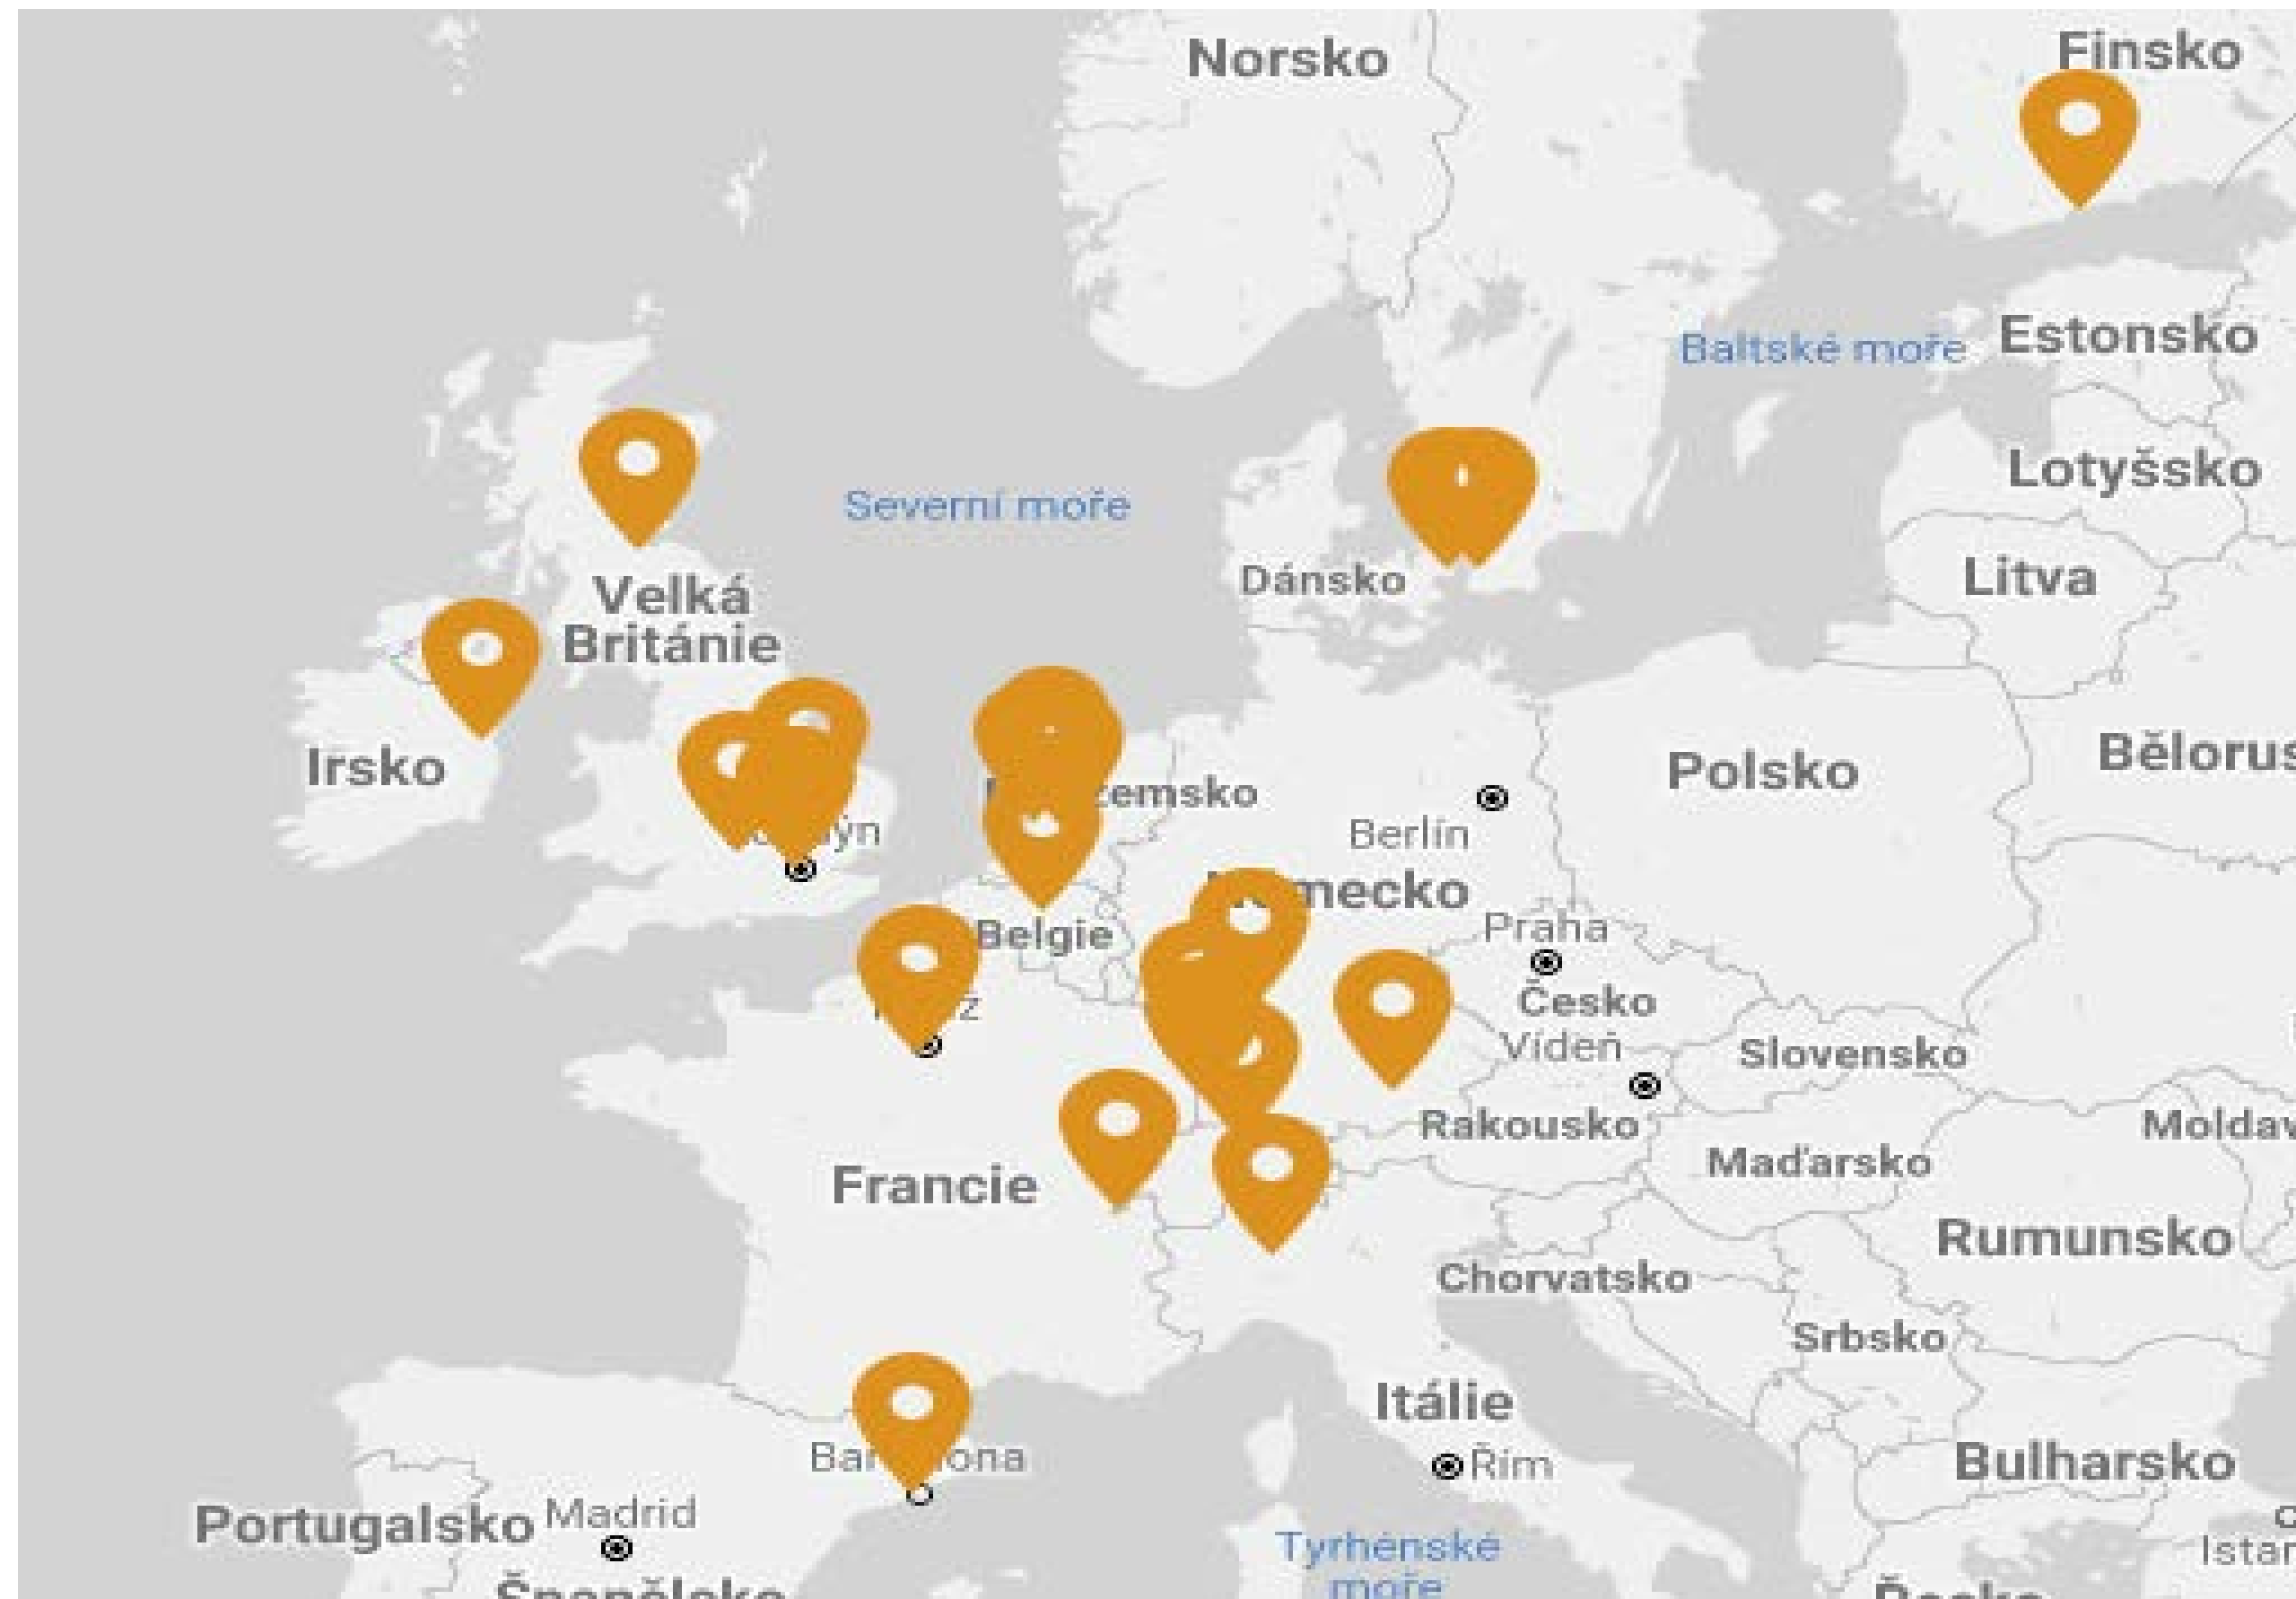 Norsko
Finsko
Baltské moře
Estonsko
Lotyšsko
Severní moře
Dánsko
Litva
Velká
Británie
Irsko
Polsko
Bělorus
Berlín
Praha
Belgie
Česko
Vídeň
Slovensko
Rakousko
Maďarsko
Moldav
Francie
Rumunsko
Chorvatsko
Srbsko
Itálie
Řím
Bulharsko
Portugalsko
Madrid
Tyrhénské
moře
Istan